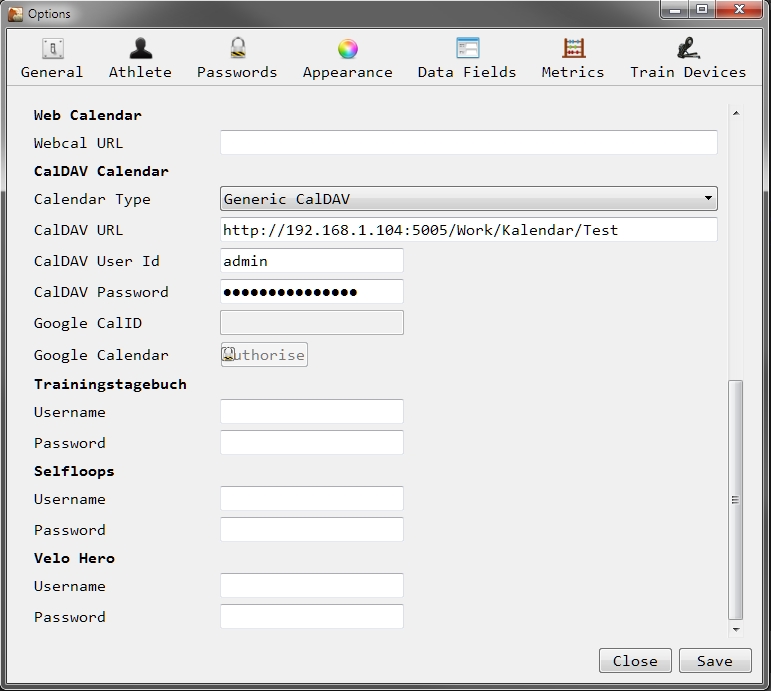 Options
General Athlete Passwords Appearance Data Fields Metrics Train Devices
Web Calendar
Webcal URL
CalDAV Calendar
Calendar Type Generic CalDAV
CalDAV URL http://192.168.1.104:5005/Work/Kalendar/Test
CalDAV User Id admin
CalDAV Password ●●●●●●●●●●●●●●●
Google CalID
Google Calendar Authorise
Trainingstagebuch
Username
Password
Selfloops
Username
Password
Velo Hero
Username
Password
Close Save